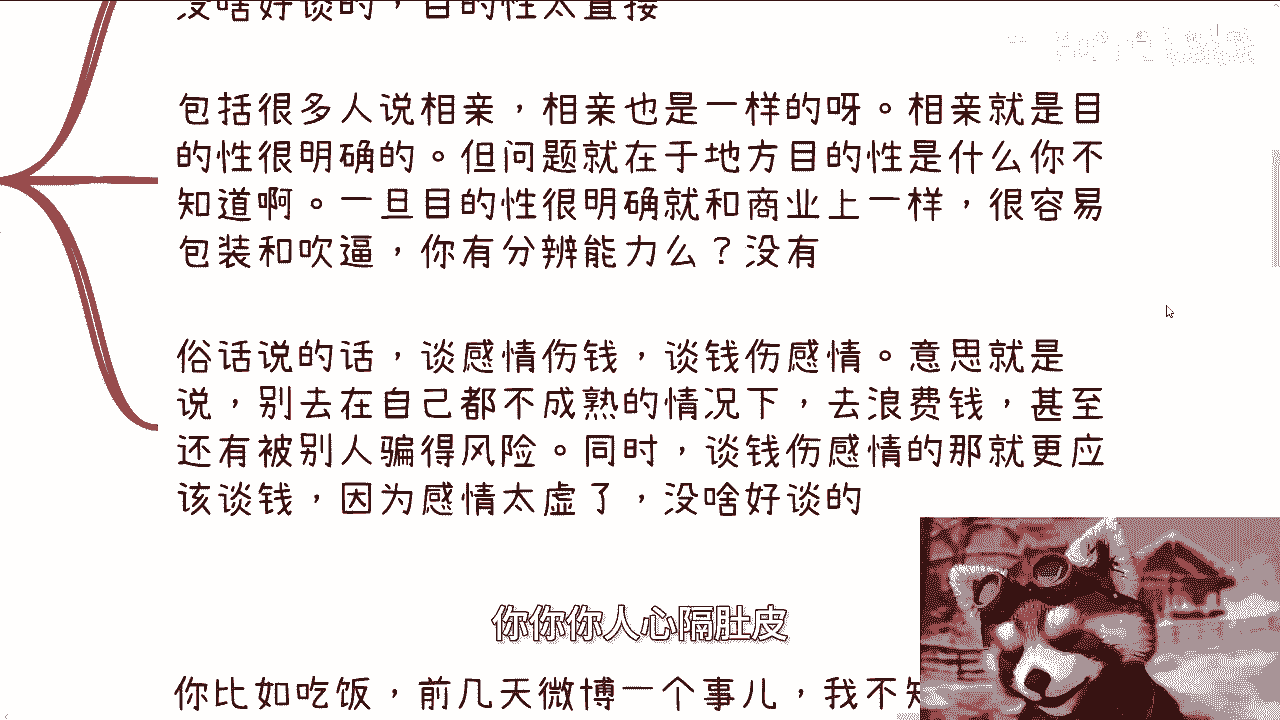 没啥好谈的，目的性太直接
包括很多人说相亲，相亲也是一样的呀。相亲就是目
的性很明确的。但问题就在于地方目的性是什么你不
知道啊。一旦目的性很明确就和商业上一样，很容易
包装和吹逼，你有分辨能力么？没有
俗话说的话，谈感情伤钱，谈钱伤感情。意思就是
说，别去在自己都不成熟的情况下，去浪费钱，甚至
还有被别人骗得风险。同时，谈钱伤感情的那就更应
该谈钱，因为感情太虚了，没啥好谈的
你你你人心隔肚皮
你比如吃饭，前几天微博一个事儿，我不知